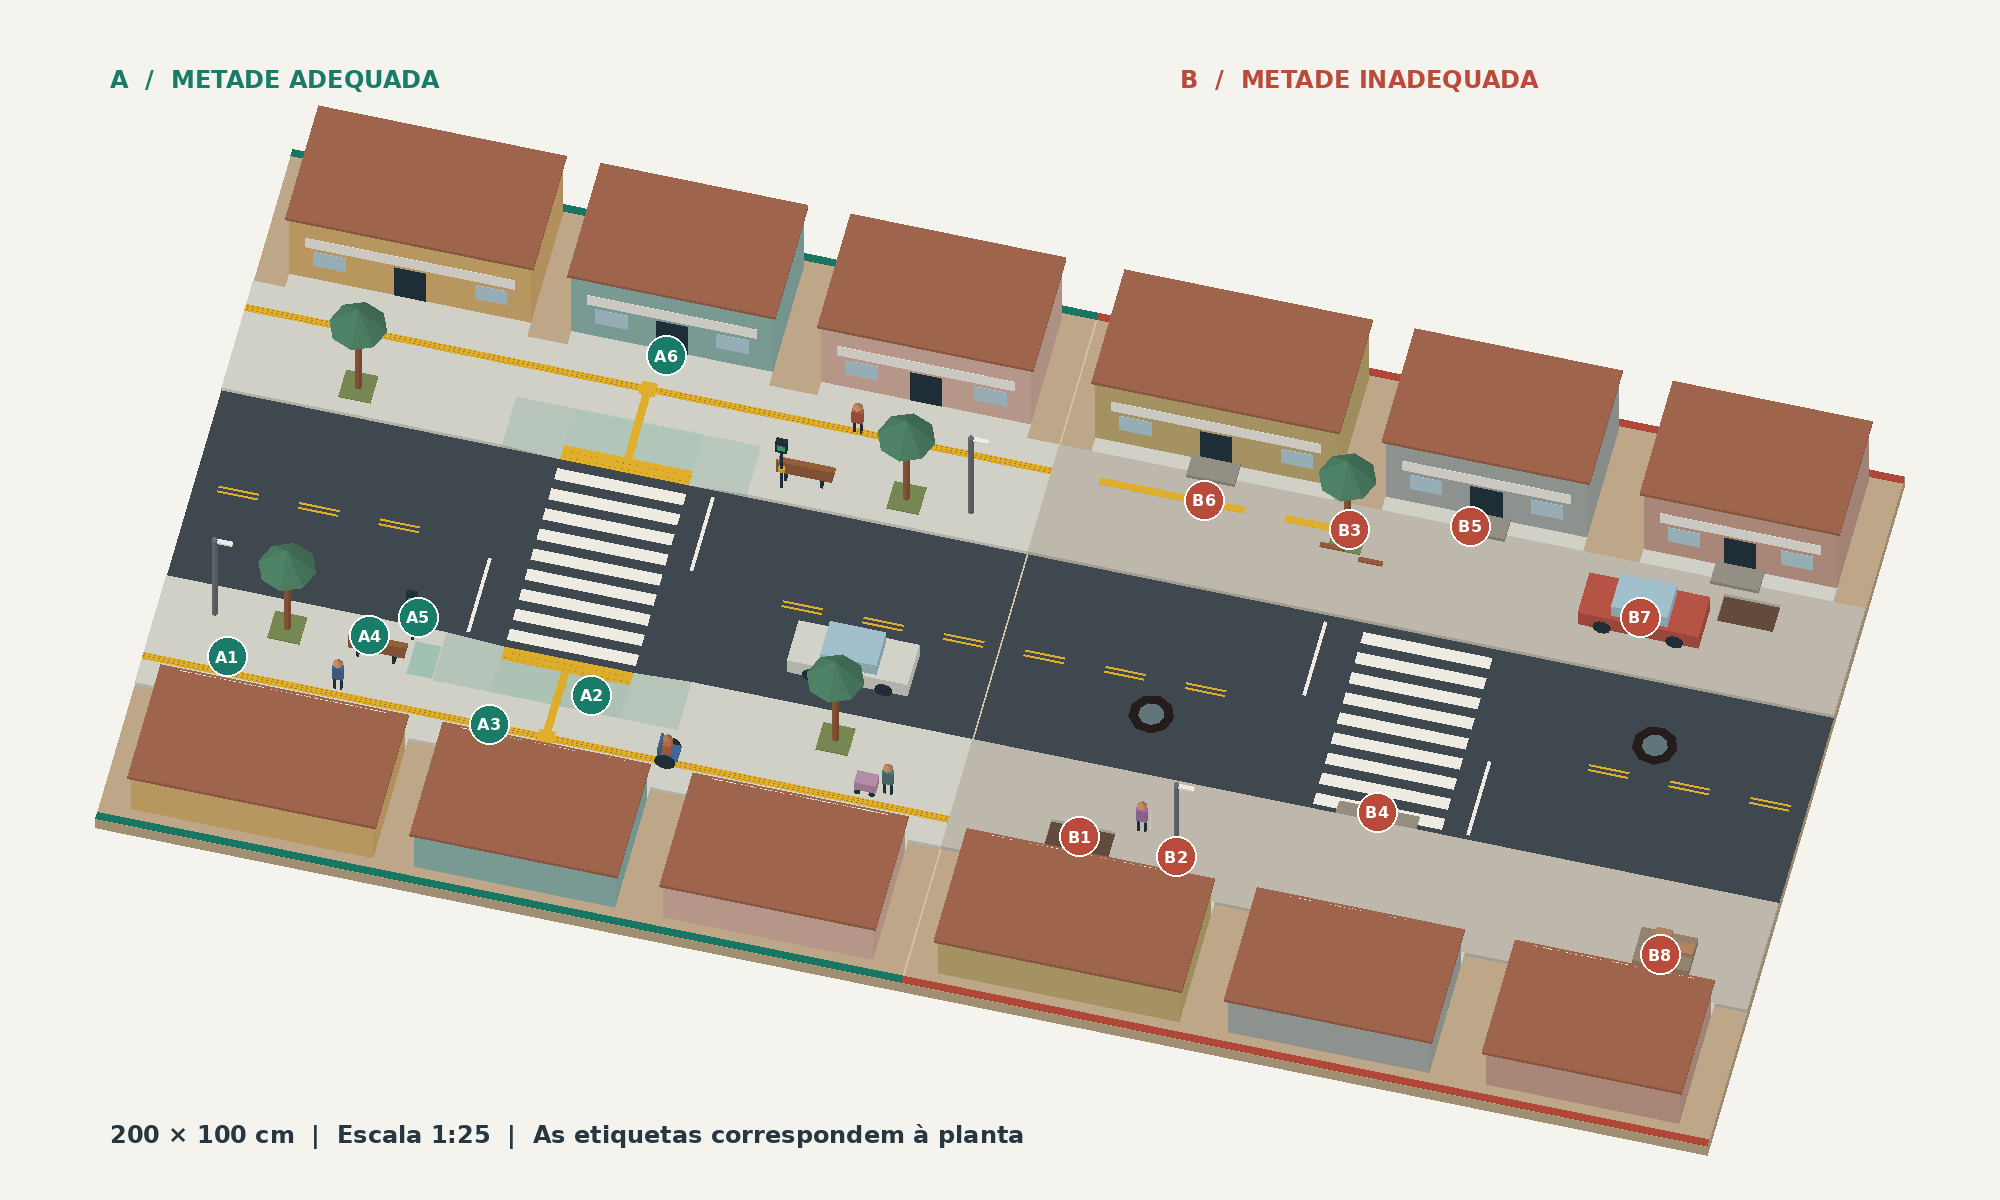 A / METADE ADEQUADA
B / METADE INADEQUADA
A6
B6
B3
B5
A5
A4
B7
A1
A2
A3
B4
B1
B2
B8
200 × 100 cm | Escala 1:25 | As etiquetas correspondem à planta